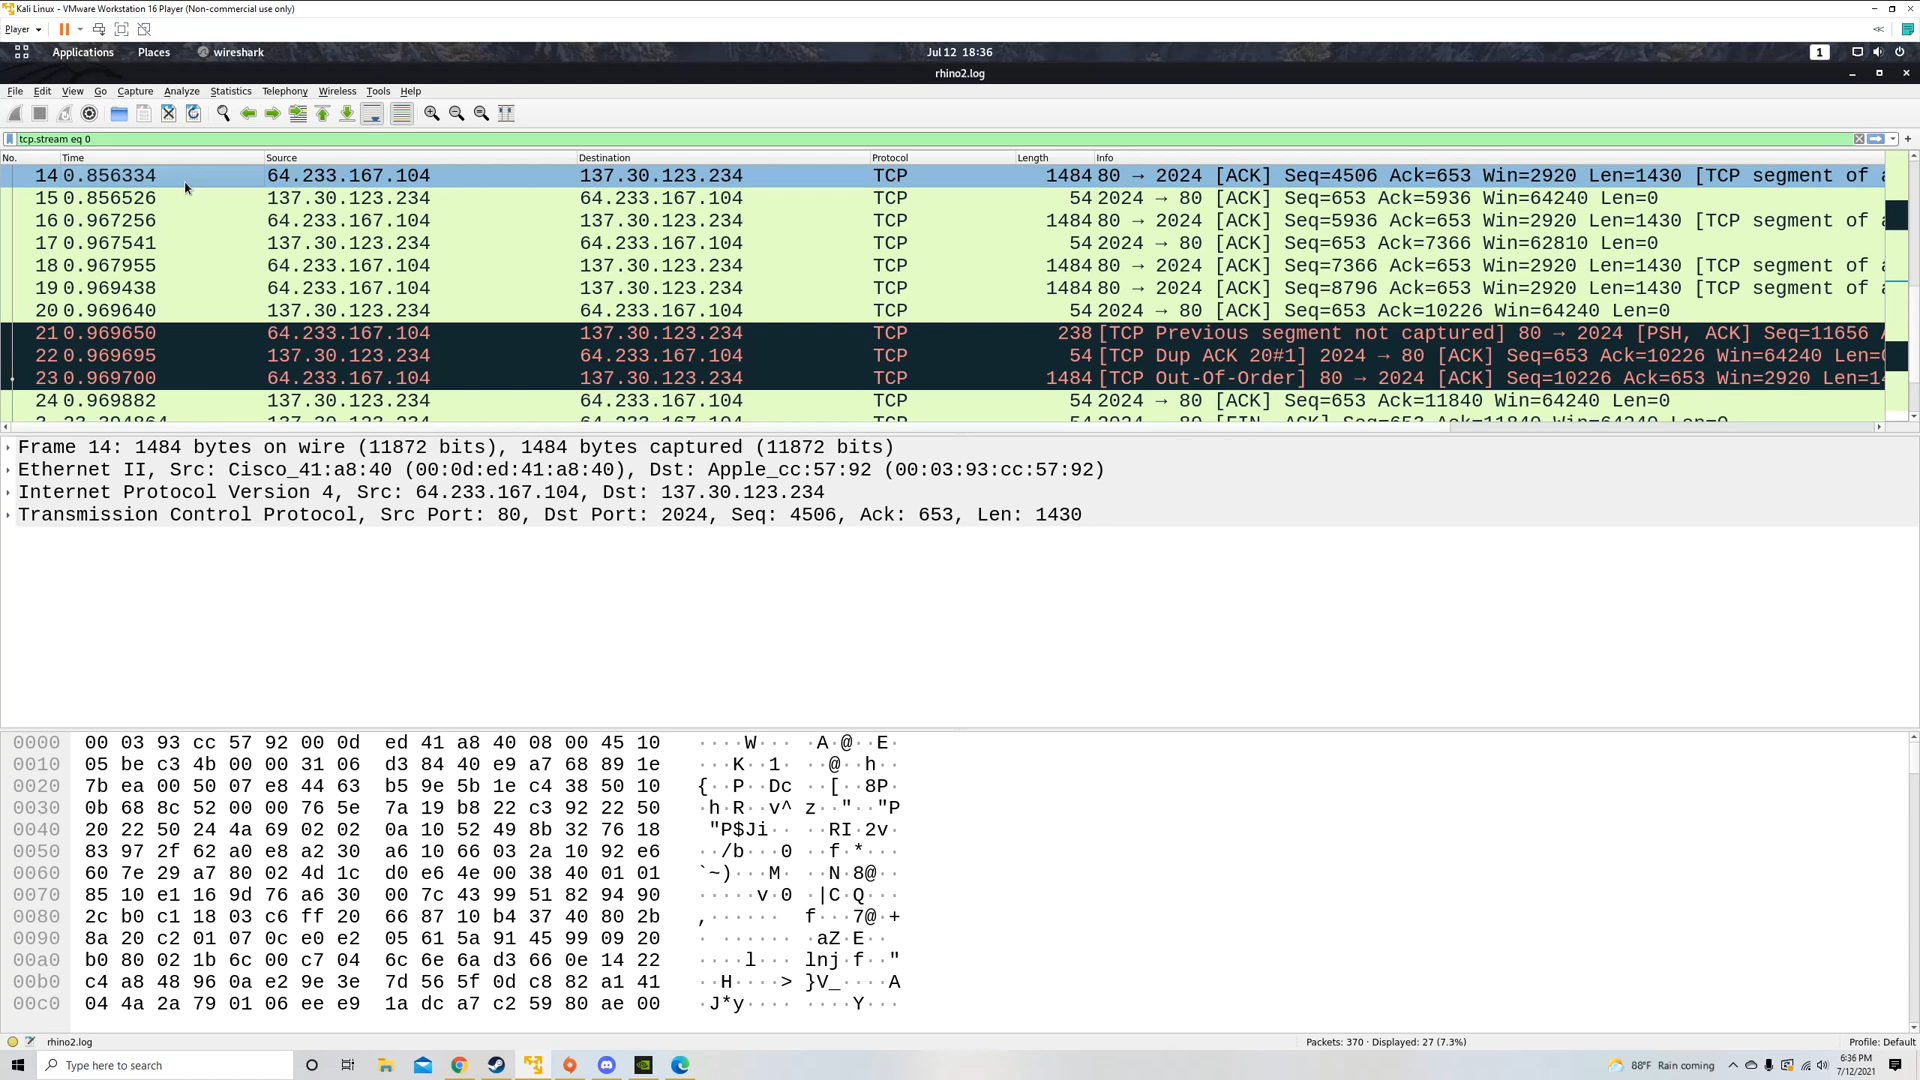 Kali Linux - VMware Workstation 16 Player (Non-commercial use only)
Player
Applications Places wireshark Jul 12 18:36 1
rhino2.log
File Edit View Go Capture Analyze Statistics Telephony Wireless Tools Help
tcp.stream eq 0
No. Time Source Destination Protocol Length Info
14 0.856334 64.233.167.104 137.30.123.234 TCP 1484 80 → 2024 [ACK] Seq=4506 Ack=653 Win=2920 Len=1430 [TCP segment of a
15 0.856526 137.30.123.234 64.233.167.104 TCP 54 2024 → 80 [ACK] Seq=653 Ack=5936 Win=64240 Len=0
16 0.967256 64.233.167.104 137.30.123.234 TCP 1484 80 → 2024 [ACK] Seq=5936 Ack=653 Win=2920 Len=1430 [TCP segment of a
17 0.967541 137.30.123.234 64.233.167.104 TCP 54 2024 → 80 [ACK] Seq=653 Ack=7366 Win=62810 Len=0
18 0.967955 64.233.167.104 137.30.123.234 TCP 1484 80 → 2024 [ACK] Seq=7366 Ack=653 Win=2920 Len=1430 [TCP segment of a
19 0.969438 64.233.167.104 137.30.123.234 TCP 1484 80 → 2024 [ACK] Seq=8796 Ack=653 Win=2920 Len=1430 [TCP segment of a
20 0.969640 137.30.123.234 64.233.167.104 TCP 54 2024 → 80 [ACK] Seq=653 Ack=10226 Win=64240 Len=0
21 0.969650 64.233.167.104 137.30.123.234 TCP 238 [TCP Previous segment not captured] 80 → 2024 [PSH, ACK] Seq=11656
22 0.969695 137.30.123.234 64.233.167.104 TCP 54 [TCP Dup ACK 20#1] 2024 → 80 [ACK] Seq=653 Ack=10226 Win=64240 Len=0
23 0.969700 64.233.167.104 137.30.123.234 TCP 1484 [TCP Out-Of-Order] 80 → 2024 [ACK] Seq=10226 Ack=653 Win=2920 Len=14
24 0.969882 137.30.123.234 64.233.167.104 TCP 54 2024 → 80 [ACK] Seq=653 Ack=11840 Win=64240 Len=0
Frame 14: 1484 bytes on wire (11872 bits), 1484 bytes captured (11872 bits)
Ethernet II, Src: Cisco_41:a8:40 (00:0d:ed:41:a8:40), Dst: Apple_cc:57:92 (00:03:93:cc:57:92)
Internet Protocol Version 4, Src: 64.233.167.104, Dst: 137.30.123.234
Transmission Control Protocol, Src Port: 80, Dst Port: 2024, Seq: 4506, Ack: 653, Len: 1430
0000 00 03 93 cc 57 92 00 0d ed 41 a8 40 08 00 45 10 ····W··· ·A·@··E·
0010 05 be c3 4b 00 00 31 06 d3 84 40 e9 a7 68 89 1e ···K··1· ··@··h··
0020 7b ea 00 50 07 e8 44 63 b5 9e 5b 1e c4 38 50 10 {··P··Dc ··[··8P·
0030 0b 68 8c 52 00 00 76 5e 7a 19 b8 22 c3 92 22 50 ·h·R··v^ z··"··"P
0040 20 22 50 24 4a 69 02 02 0a 10 52 49 8b 32 76 18 "P$Ji·· ··RI·2v·
0050 83 97 2f 62 a0 e8 a2 30 a6 10 66 03 2a 10 92 e6 ··/b···0 ··f·*···
0060 60 7e 29 a7 80 02 4d 1c d0 e6 4e 00 38 40 01 01 `~)···M· ··N·8@··
0070 85 10 e1 16 9d 76 a6 30 00 7c 43 99 51 82 94 90 ·····v·0 ·|C·Q···
0080 2c b0 c1 18 03 c6 ff 20 66 87 10 b4 37 40 80 2b ,······ f···7@·+
0090 8a 20 c2 01 07 0c e0 e2 05 61 5a 91 45 99 09 20 · ······ ·aZ·E··
00a0 b0 80 02 1b 6c 00 c7 04 6c 6e 6a d3 66 0e 14 22 ····l··· lnj·f··"
00b0 c4 a8 48 96 0a e2 9e 3e 7d 56 5f 0d c8 82 a1 41 ··H····> }V_····A
00c0 04 4a 2a 79 01 06 ee e9 1a dc a7 c2 59 80 ae 00 ·J*y···· ····Y···
rhino2.log Packets: 370 · Displayed: 27 (7.3%) Profile: Default
Type here to search 88°F Rain coming 6:36 PM
7/12/2021